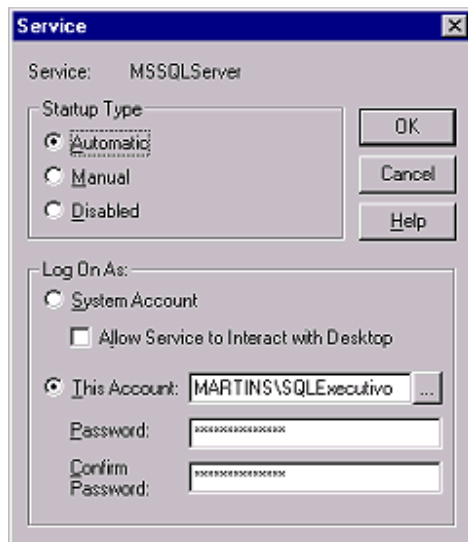 Service
Service: MSSQLServer
Startup Type
Automatic
Manual
Disabled
OK
Cancel
Help
Log On As:
System Account
Allow Service to Interact with Desktop
This Account: MARTINS\SQLExecutivo ...
Password: **************
Confirm Password: **************